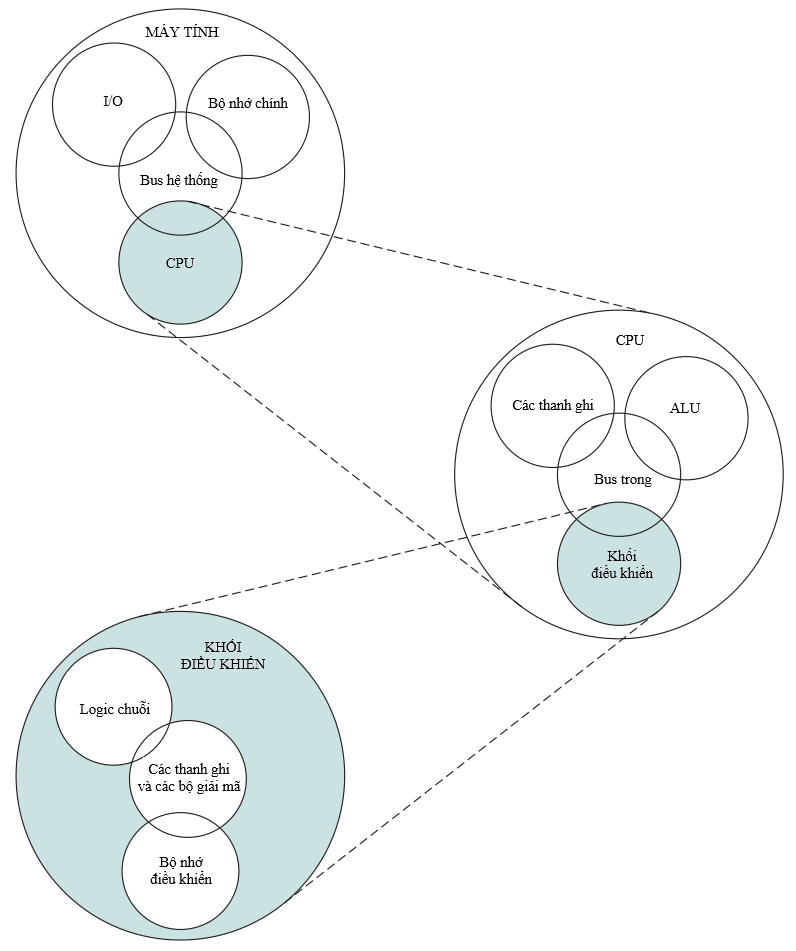 MÁY TÍNH
I/O
Bộ nhớ chính
Bus hệ thống
CPU
CPU
Các thanh ghi
ALU
Bus trong
Khối
điều khiển
KHỐI
ĐIỀU KHIỂN
Logic chuỗi
Các thanh ghi
và các bộ giải mã
Bộ nhớ
điều khiển